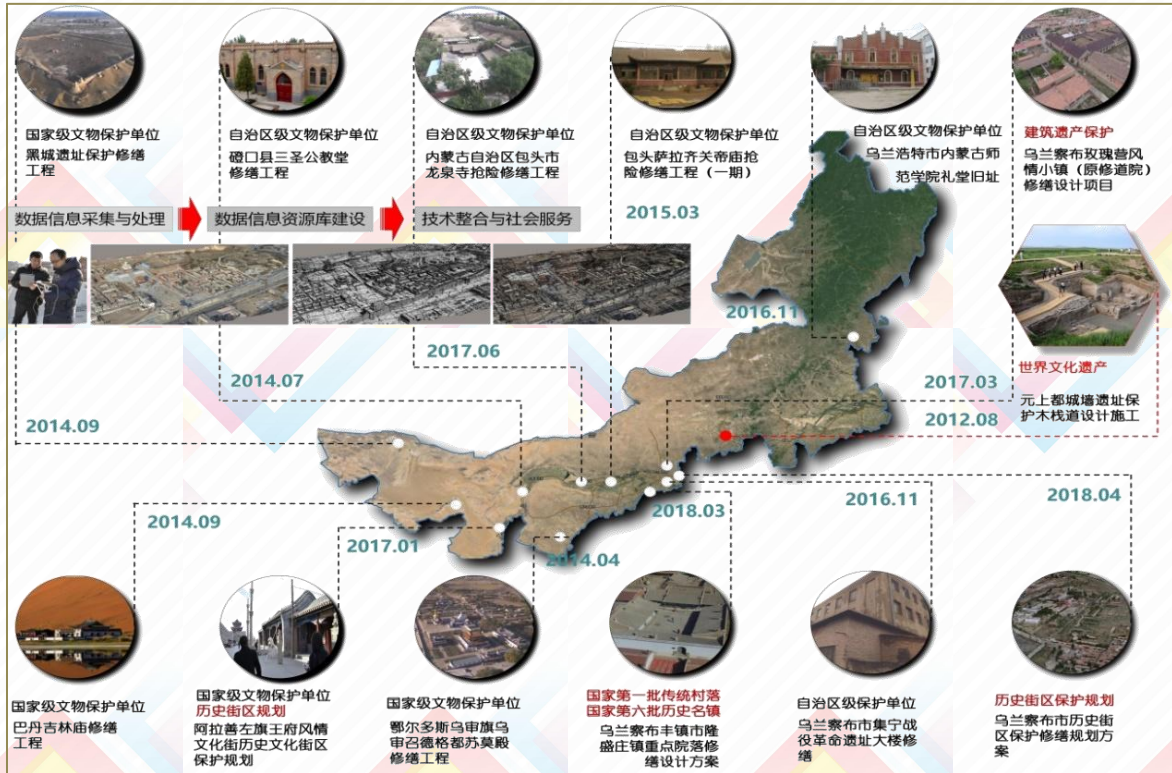 国家级文物保护单位
黑城遗址保护修缮
工程
自治区级文物保护单位
磴口县三圣公教堂
修缮工程
自治区级文物保护单位
内蒙古自治区包头市
龙泉寺抢险修缮工程
自治区级文物保护单位
包头萨拉齐关帝庙抢
险修缮工程（一期）
自治区级文物保护单位
乌兰浩特市内蒙古师
范学院礼堂旧址
建筑遗产保护
乌兰察布玫瑰营风
情小镇（原修道院）
修缮设计项目
数据信息采集与处理
数据信息资源库建设
技术整合与社会服务
2015.03
2016.11
2017.06
2014.07
2014.09
世界文化遗产
元上都城墙遗址保
护木栈道设计施工
2017.03
2012.08
2014.09
2017.01
2014.04
2018.03
2016.11
2018.04
国家级文物保护单位
巴丹吉林庙修缮
工程
国家级文物保护单位
历史街区规划
阿拉善左旗王府风情
文化街历史文化街区
保护规划
国家级文物保护单位
鄂尔多斯乌审旗乌
审召德格都苏莫殿
修缮工程
国家第一批传统村落
国家第六批历史名镇
乌兰察布丰镇市隆
盛庄镇重点院落修
缮设计方案
自治区级保护单位
乌兰察布市集宁战
役革命遗址大楼修
缮
历史街区保护规划
乌兰察布市历史街
区保护修缮规划方
案